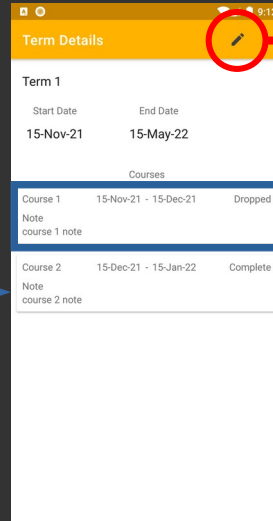 9:12
Term Details
Term 1
Start Date End Date
15-Nov-21 15-May-22
Courses
Course 1 15-Nov-21 - 15-Dec-21 Dropped
Note
course 1 note
Course 2 15-Dec-21 - 15-Jan-22 Complete
Note
course 2 note